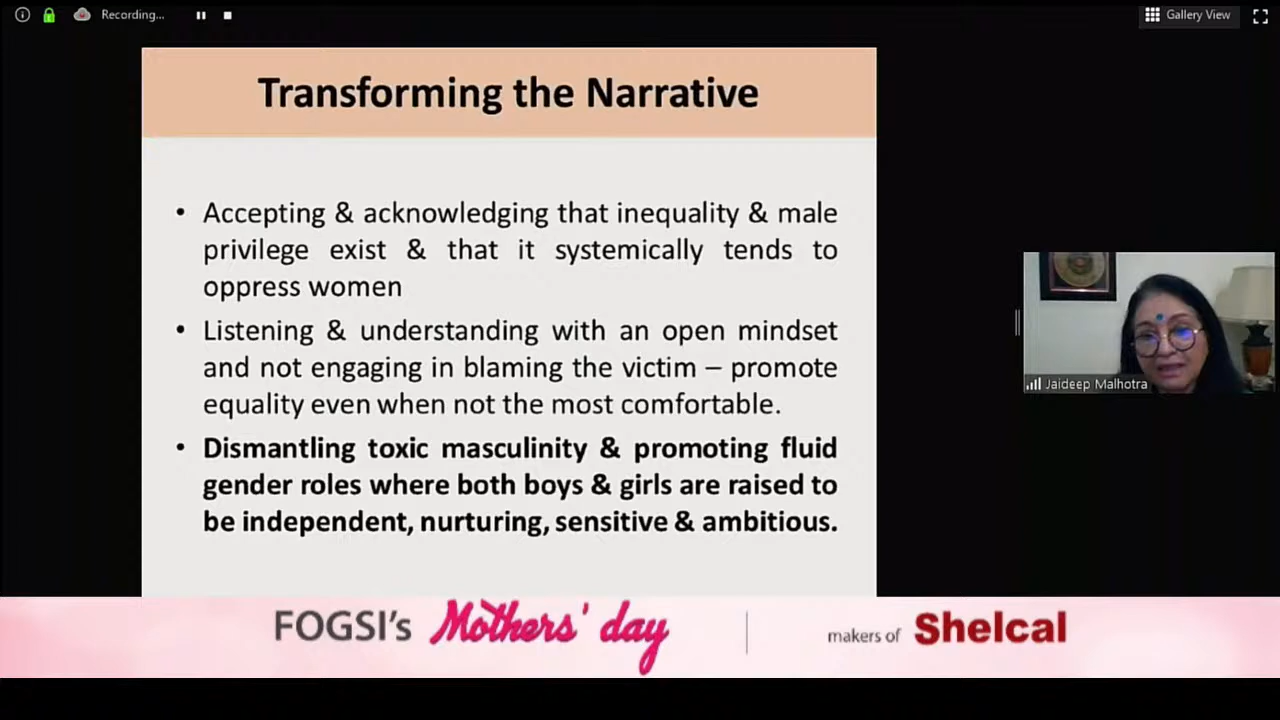 Recording...
Gallery View
Transforming the Narrative
• Accepting & acknowledging that inequality & male
privilege exist & that it systemically tends to
oppress women
• Listening & understanding with an open mindset
and not engaging in blaming the victim – promote
equality even when not the most comfortable.
• Dismantling toxic masculinity & promoting fluid
gender roles where both boys & girls are raised to
be independent, nurturing, sensitive & ambitious.
Jaideep Malhotra
FOGSI's Mothers' day
makers of Shelcal